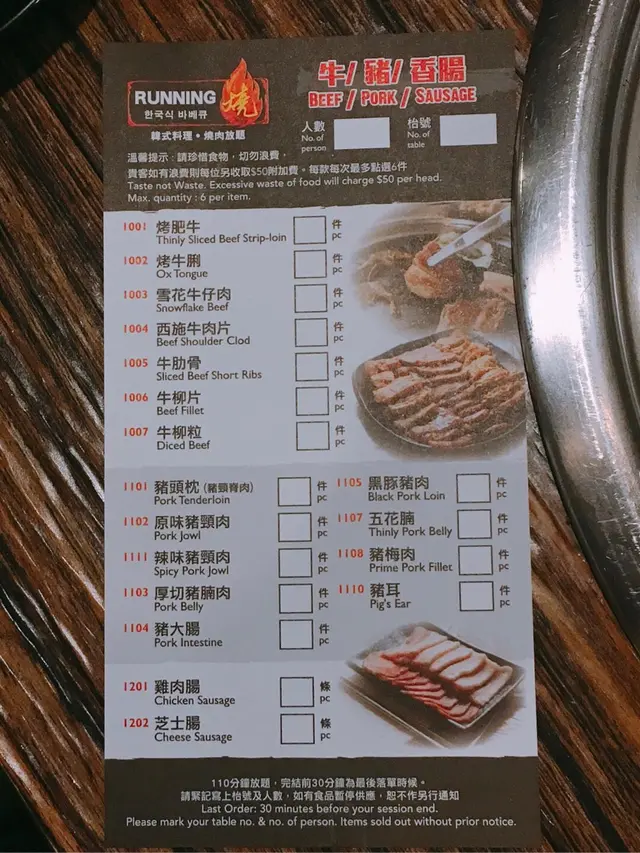 RUNNING 燒
한국식 바베큐
韓式料理 • 燒肉放題
牛/ 豬/ 香腸
BEEF / PORK / SAUSAGE
人數
No. of
person
枱號
No. of
table
溫馨提示 : 請珍惜食物，切勿浪費，
貴客如有浪費則每位另收取$50附加費。每款每次最多點選6件
Taste not Waste. Excessive waste of food will charge $50 per head.
Max. quantity : 6 per item.
1001 烤肥牛 件
Thinly Sliced Beef Strip-loin pc
1002 烤牛脷 件
Ox Tongue pc
1003 雪花牛仔肉 件
Snowflake Beef pc
1004 西施牛肉片 件
Beef Shoulder Clod pc
1005 牛肋骨 件
Sliced Beef Short Ribs pc
1006 牛柳片 件
Beef Fillet pc
1007 牛柳粒 件
Diced Beef pc
1101 豬頭枕 (豬頸脊肉) 件
Pork Tenderloin pc
1102 原味豬頸肉 件
Pork Jowl pc
1111 辣味豬頸肉 件
Spicy Pork Jowl pc
1103 厚切豬腩肉 件
Pork Belly pc
1104 豬大腸 件
Pork Intestine pc
1105 黑豚豬肉 件
Black Pork Loin pc
1107 五花腩 件
Thinly Pork Belly pc
1108 豬梅肉 件
Prime Pork Fillet pc
1110 豬耳 件
Pig's Ear pc
1201 雞肉腸 條
Chicken Sausage pc
1202 芝士腸 條
Cheese Sausage pc
110分鐘放題，完結前30分鐘為最後落單時候。
請緊記寫上枱號及人數，如有食品暫停供應，恕不作另行通知
Last Order: 30 minutes before your session end.
Please mark your table no. & no. of person. Items sold out without prior notice.